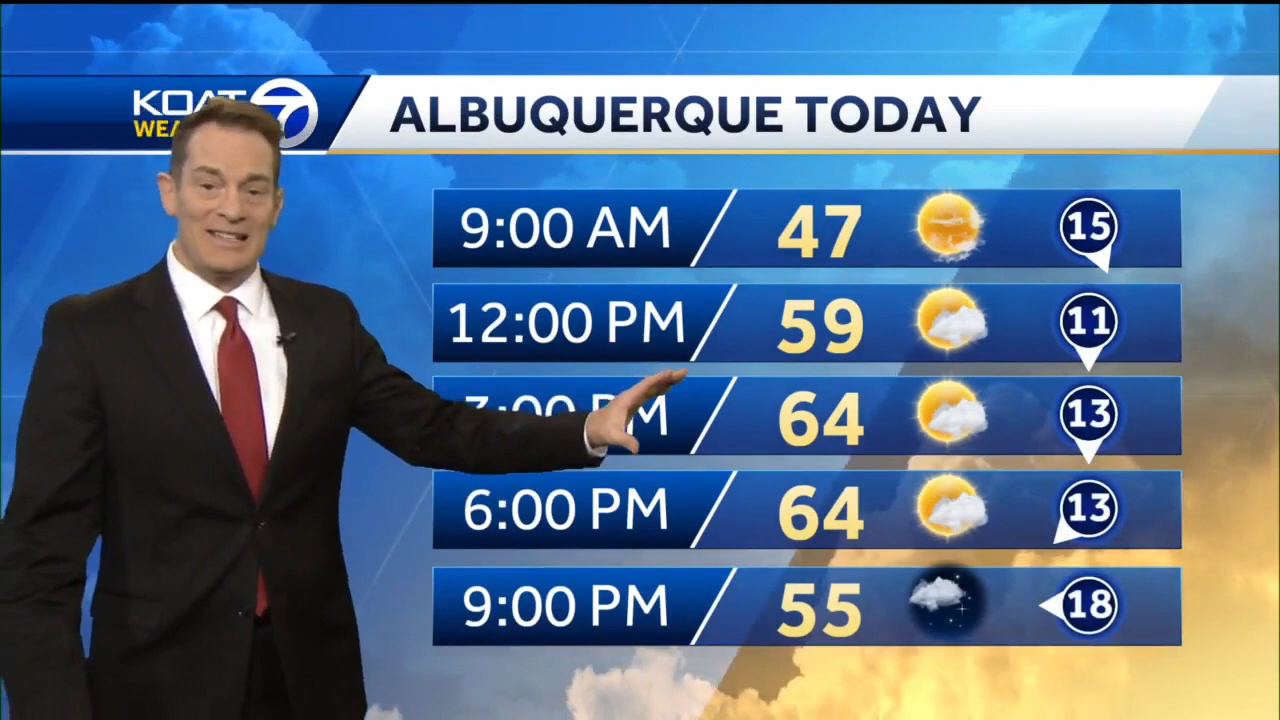 KOAT 7
ALBUQUERQUE TODAY
9:00 AM 47 15
12:00 PM 59 11
64 13
6:00 PM 64 13
9:00 PM 55 18